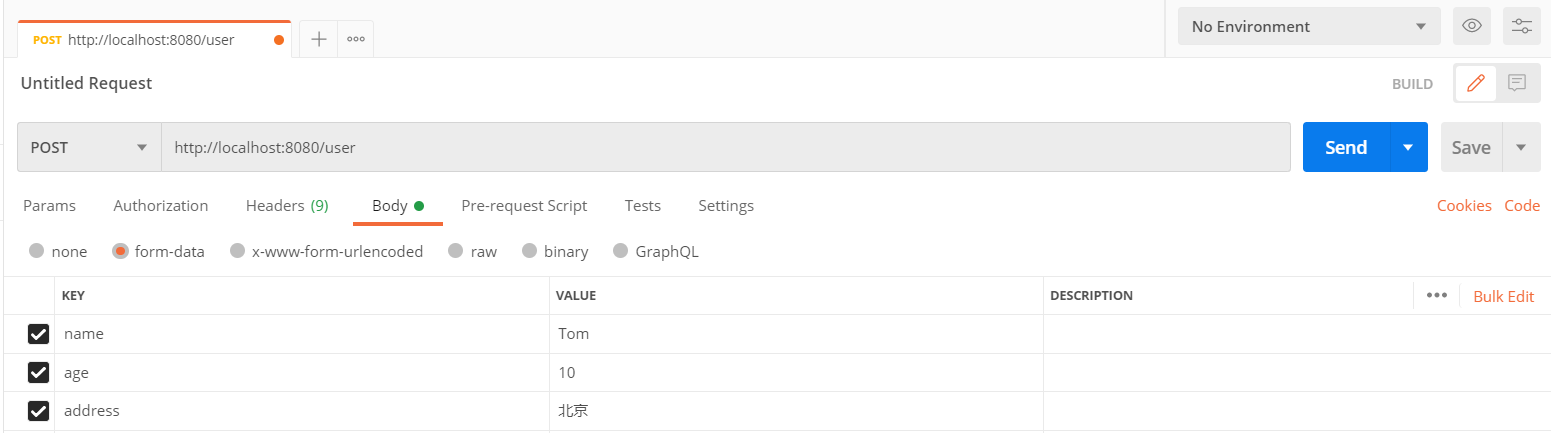 POST http://localhost:8080/user
No Environment
Untitled Request
BUILD
POST http://localhost:8080/user Send Save
Params Authorization Headers (9) Body Pre-request Script Tests Settings Cookies Code
none form-data x-www-form-urlencoded raw binary GraphQL
KEY VALUE DESCRIPTION Bulk Edit
name Tom
age 10
address 北京